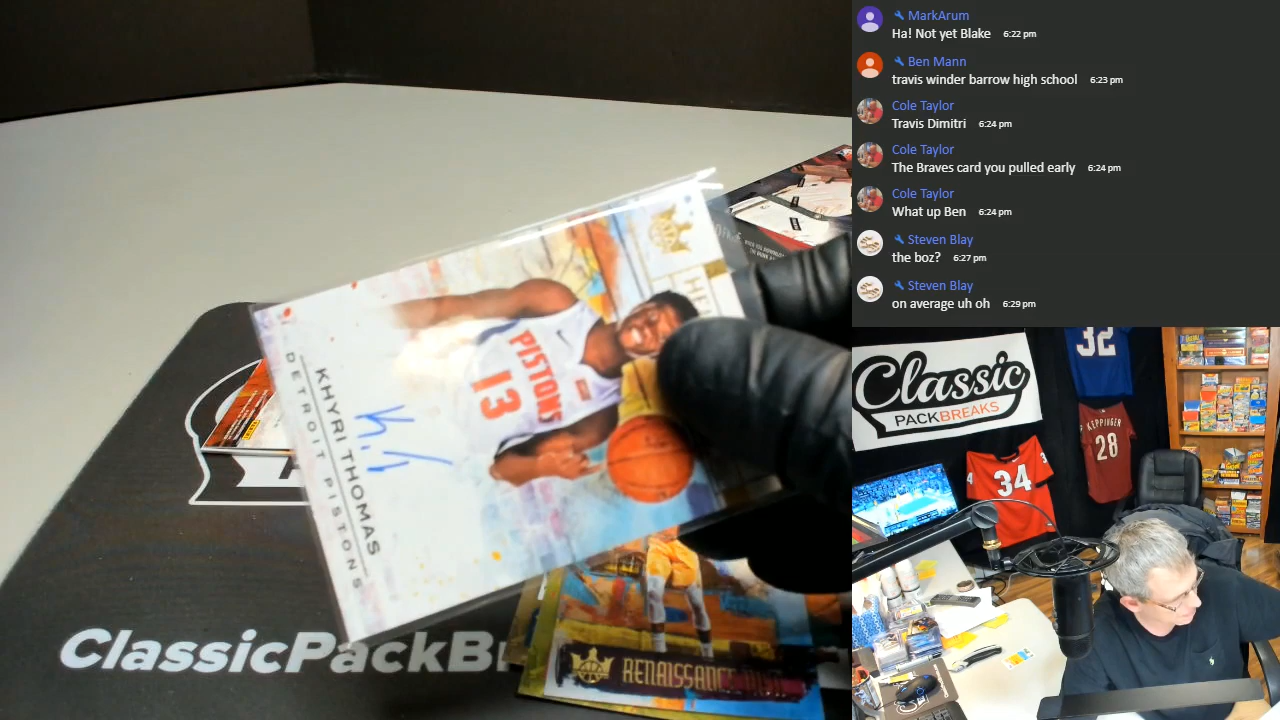 MarkArum
Ha! Not yet Blake 6:22 pm
Ben Mann
travis winder barrow high school 6:23 pm
Cole Taylor
Travis Dimitri 6:24 pm
Cole Taylor
The Braves card you pulled early 6:24 pm
Cole Taylor
What up Ben 6:24 pm
Steven Blay
the boz? 6:27 pm
Steven Blay
on average uh oh 6:29 pm
PISTONS
13
KHYRI THOMAS
DETROIT PISTONS
RENAISSANCE
ClassicPackBr
Classic
PACKBREAKS
32
KEPPINGER
28
34